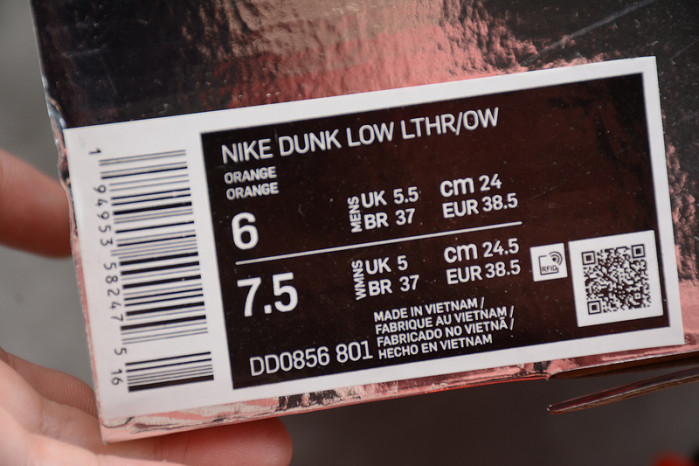 NIKE DUNK LOW LTHR/OW
ORANGE
ORANGE
6
MENS
UK 5.5
BR 37
cm 24
EUR 38.5
7.5
WMNS
UK 5
BR 37
cm 24.5
EUR 38.5
RFID
DD0856 801
MADE IN VIETNAM /
FABRIQUE AU VIETNAM /
FABRICADO NO VIETNÃ /
HECHO EN VIETNAM
1 94953 58247 5 16